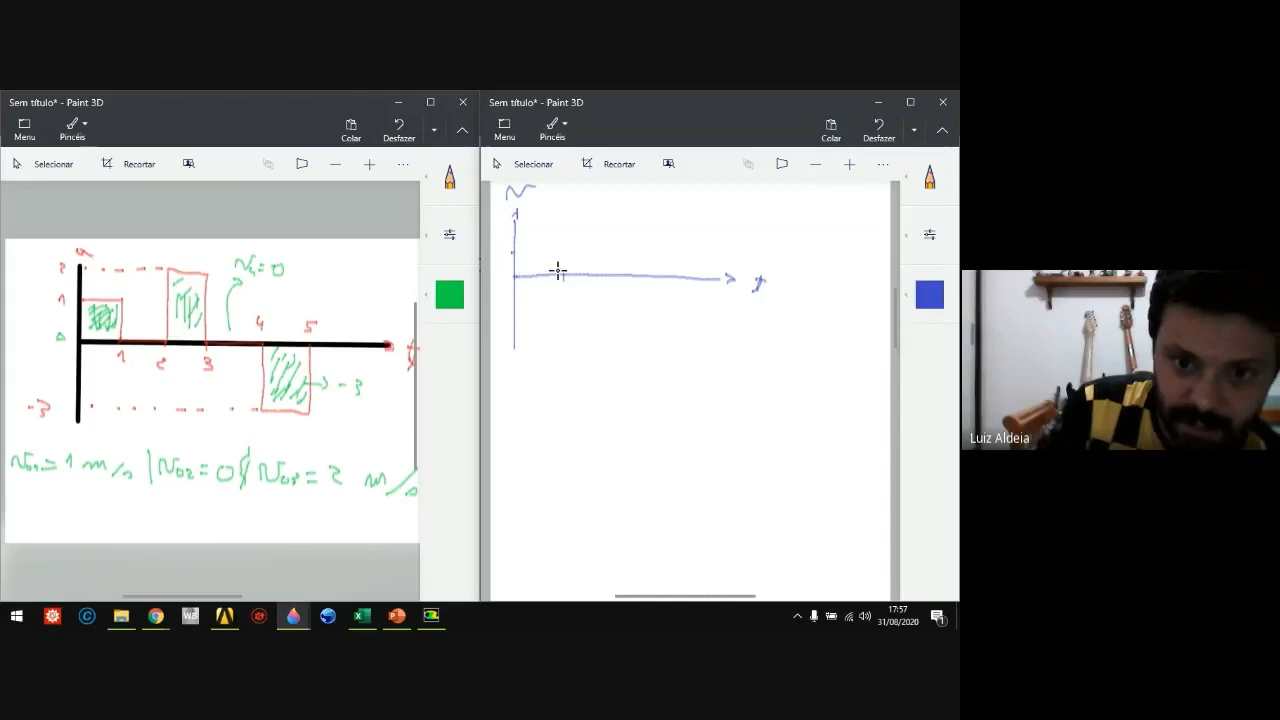 Sem título* - Paint 3D
Menu
Pincéis
Colar
Desfazer
Selecionar
Recortar
a
2
1
0
-3
1
2
3
4
5
t
v₄=0
→ -3
v₀₁=1 m/s | v₀₂=0 | v₀₃=2 m/s
Sem título* - Paint 3D
Menu
Pincéis
Colar
Desfazer
Selecionar
Recortar
v
t
Luiz Aldeia
17:57
31/08/2020